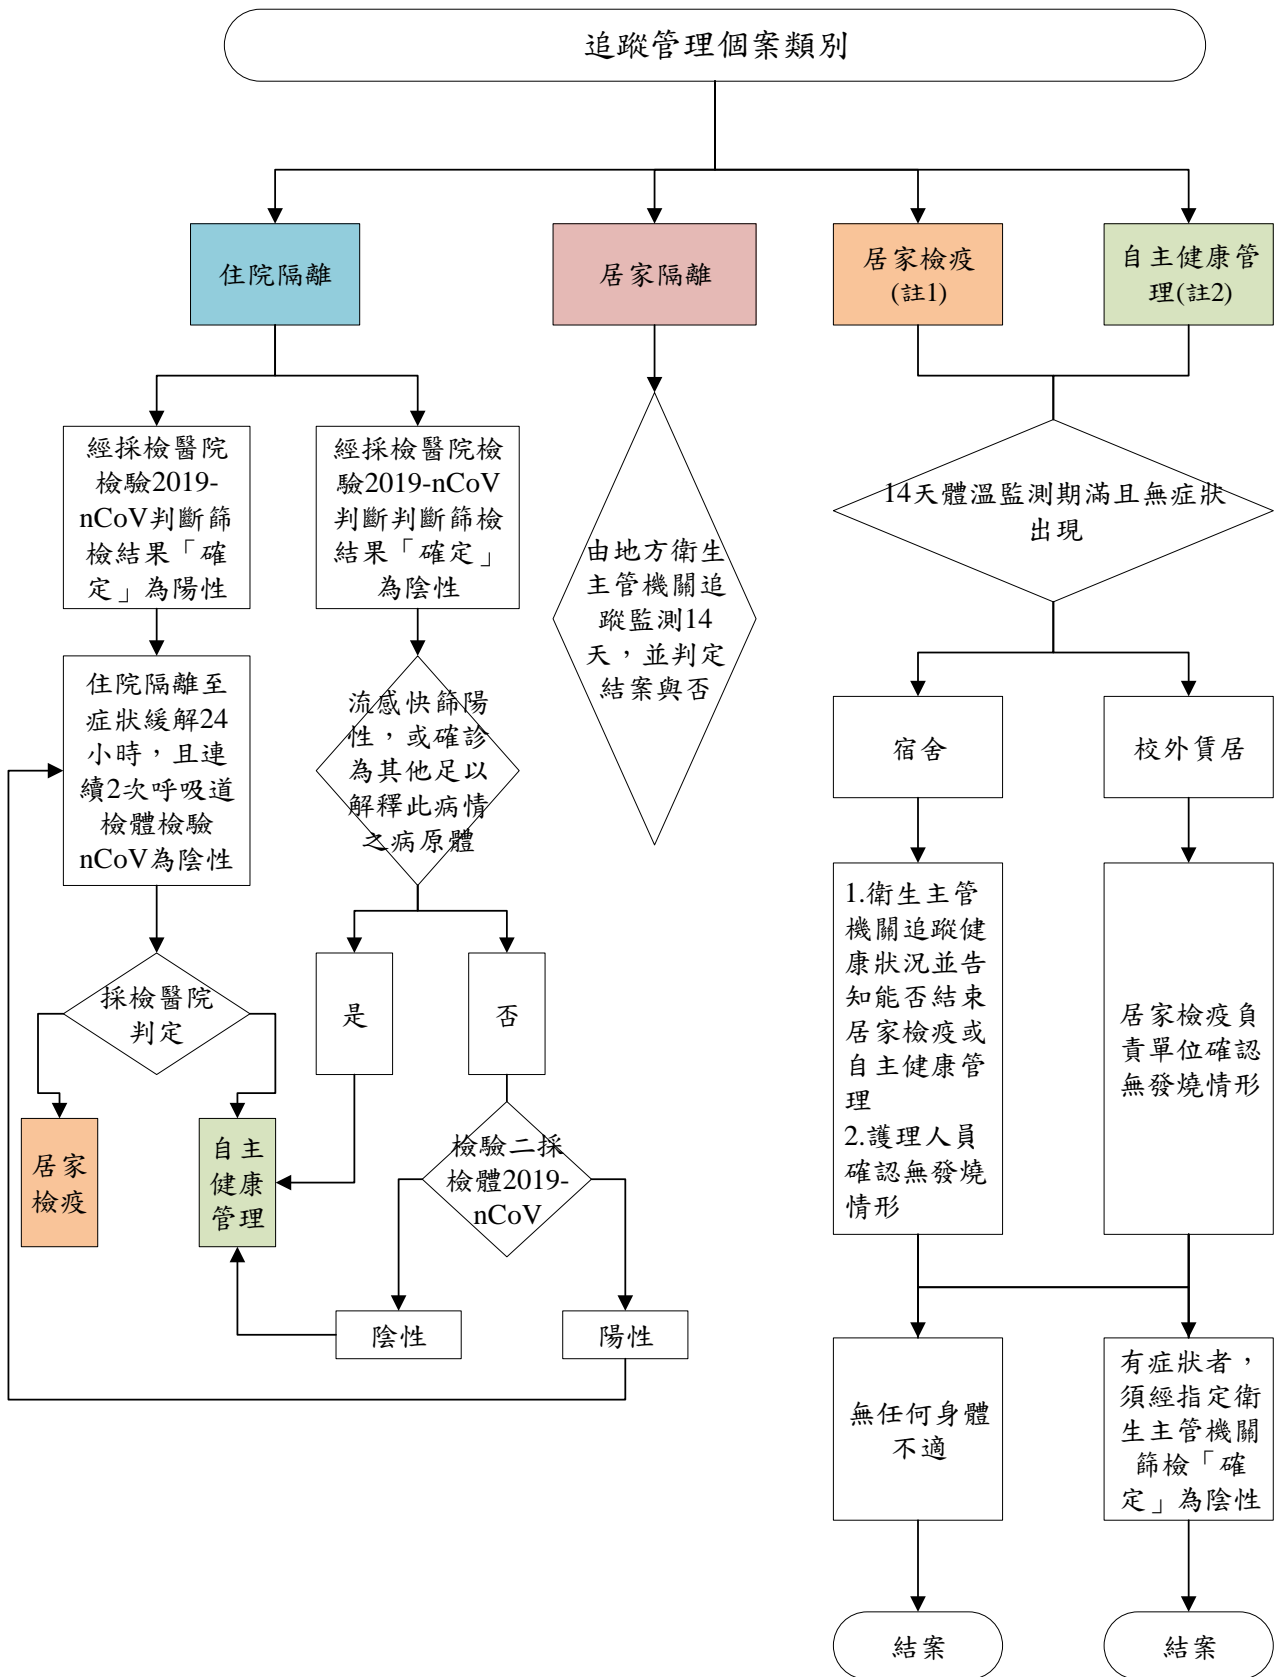 追蹤管理個案類別
住院隔離
居家隔離
居家檢疫
(註1)
自主健康管
理(註2)
經採檢醫院
檢驗2019-
nCoV判斷篩
檢結果「確
定」為陽性
經採檢醫院檢
驗2019-nCoV
判斷判斷篩檢
結果「確定」
為陰性
14天體溫監測期滿且無症狀
出現
由地方衛生
主管機關追
蹤監測14
天，並判定
結案與否
住院隔離至
症狀緩解24
小時，且連
續2次呼吸道
檢體檢驗
nCoV為陰性
流感快篩陽
性，或確診
為其他足以
解釋此病情
之病原體
宿舍
校外賃居
採檢醫院
判定
是
否
1.衛生主管
機關追蹤健
康狀況並告
知能否結束
居家檢疫或
自主健康管
理
2.護理人員
確認無發燒
情形
居家檢疫負
責單位確認
無發燒情形
居家
檢疫
自主
健康
管理
檢驗二採
檢體2019-
nCoV
陰性
陽性
無任何身體
不適
有症狀者，
須經指定衛
生主管機關
篩檢「確
定」為陰性
結案
結案